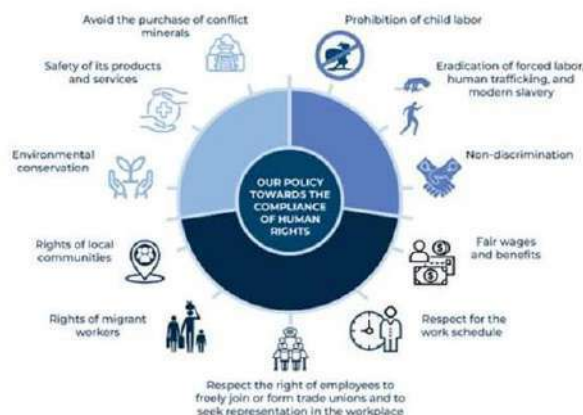 Avoid the purchase of conflict
minerals
Prohibition of child labor
Safety of its products
and services
Eradication of forced labor,
human trafficking, and
modern slavery
Environmental
conservation
Non-discrimination
OUR POLICY
TOWARDS THE
COMPLIANCE
OF HUMAN
RIGHTS
Rights of local
communities
Fair wages
and benefits
Rights of migrant
workers
Respect for the
work schedule
Respect the right of employees to
freely join or form trade unions and to
seek representation in the workplace